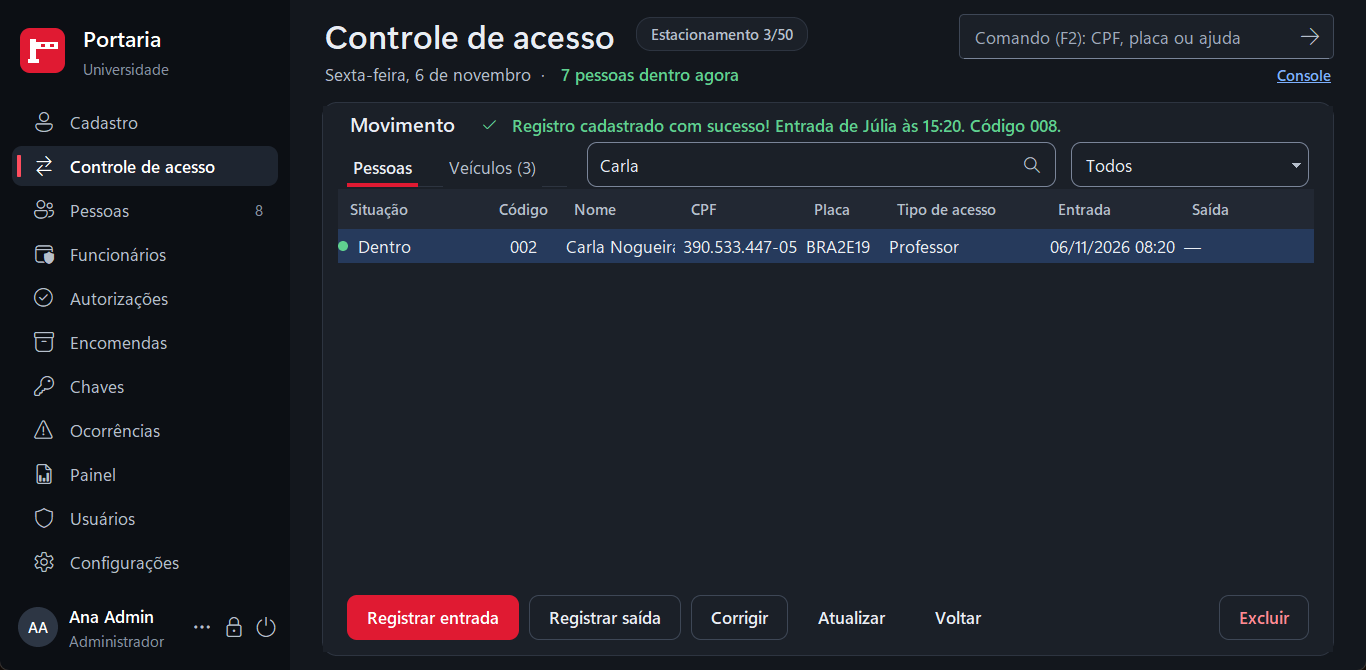 Portaria
Universidade
Cadastro
Controle de acesso
Pessoas 8
Funcionários
Autorizações
Encomendas
Chaves
Ocorrências
Painel
Usuários
Configurações
AA
Ana Admin
Administrador
Controle de acesso
Estacionamento 3/50
Comando (F2): CPF, placa ou ajuda
Sexta-feira, 6 de novembro · 7 pessoas dentro agora
Console
Movimento
Registro cadastrado com sucesso! Entrada de Júlia às 15:20. Código 008.
Pessoas Veículos (3)
Carla
Todos
Situação Código Nome CPF Placa Tipo de acesso Entrada Saída
Dentro 002 Carla Nogueira 390.533.447-05 BRA2E19 Professor 06/11/2026 08:20 —
Registrar entrada Registrar saída Corrigir Atualizar Voltar Excluir